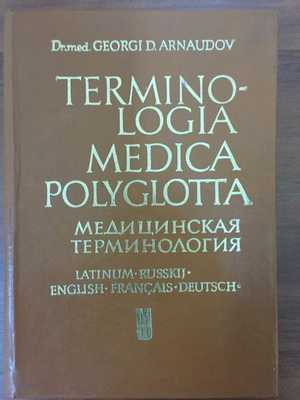 Dr. med. GEORGI D. ARNAUDOV
TERMINO-
LOGIA
MEDICA
POLYGLOTTA
МЕДИЦИНСКАЯ
ТЕРМИНОЛОГИЯ
LATINUM·RUSSKIJ·
ENGLISH·FRANÇAIS·DEUTSCH